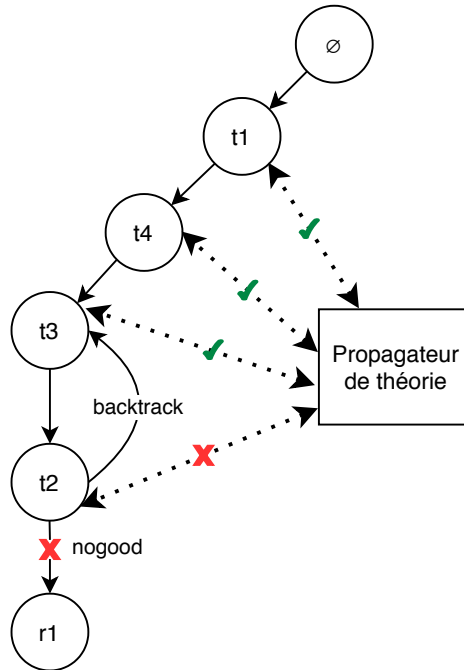 ∅
t1
t4
t3
Propagateur
de théorie
backtrack
t2
nogood
r1